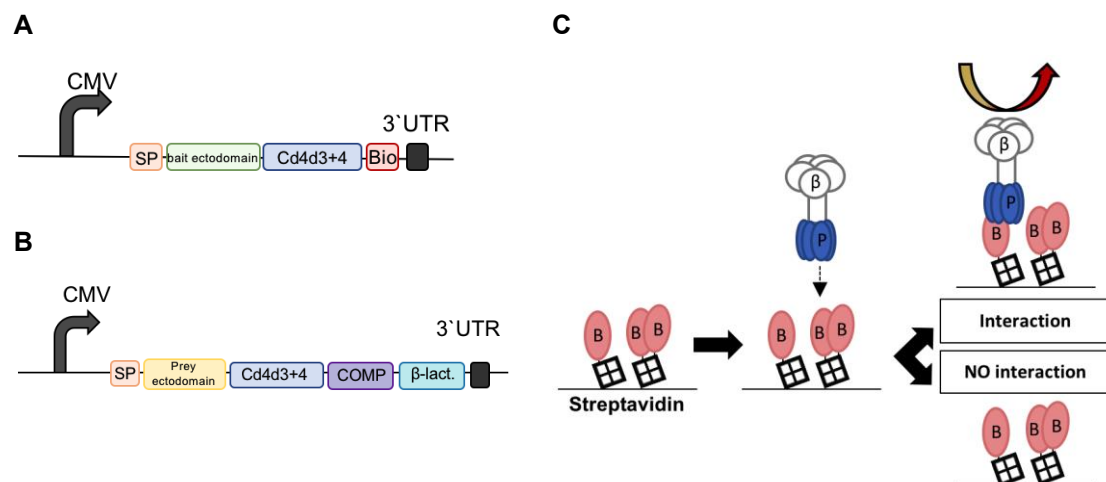 A
CMV
3`UTR
SP
bait ectodomain
Cd4d3+4
Bio
B
CMV
3`UTR
SP
Prey
ectodomain
Cd4d3+4
COMP
β-lact.
C
B
B
B
Streptavidin
β
P
B
B
B
β
P
B
B
B
Interaction
NO interaction
B
B
B